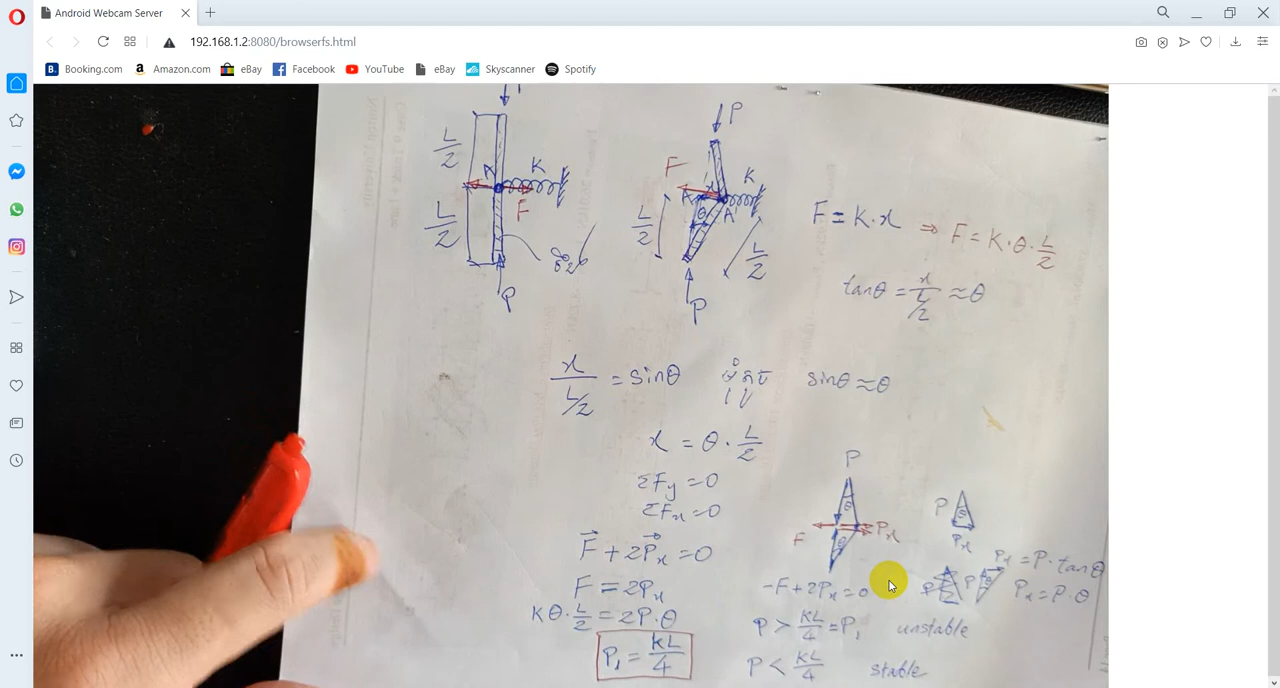 Android Webcam Server
192.168.1.2:8080/browserfs.html
Booking.com
Amazon.com
eBay
Facebook
YouTube
eBay
Skyscanner
Spotify
L/2
A
K
F
L/2
P
P
F
x
K
A
A'
θ
L/2
L/2
P
F = K·x ⇒ F = K·θ·L/2
tanθ = x/(L/2) ≈ θ
x/(L/2) = sinθ
sinθ ≈ θ
x = θ · L/2
ΣFy = 0
ΣFx = 0
F⃗ + 2P⃗x = 0
F = 2Px
Kθ·L/2 = 2P·θ
P₁ = KL/4
P
θ
F
Px
θ
-F + 2Px = 0
P
θ
Px
P
P
θ
Px = P · tanθ
Px = P · θ
P > KL/4 = P₁ unstable
P < KL/4 stable